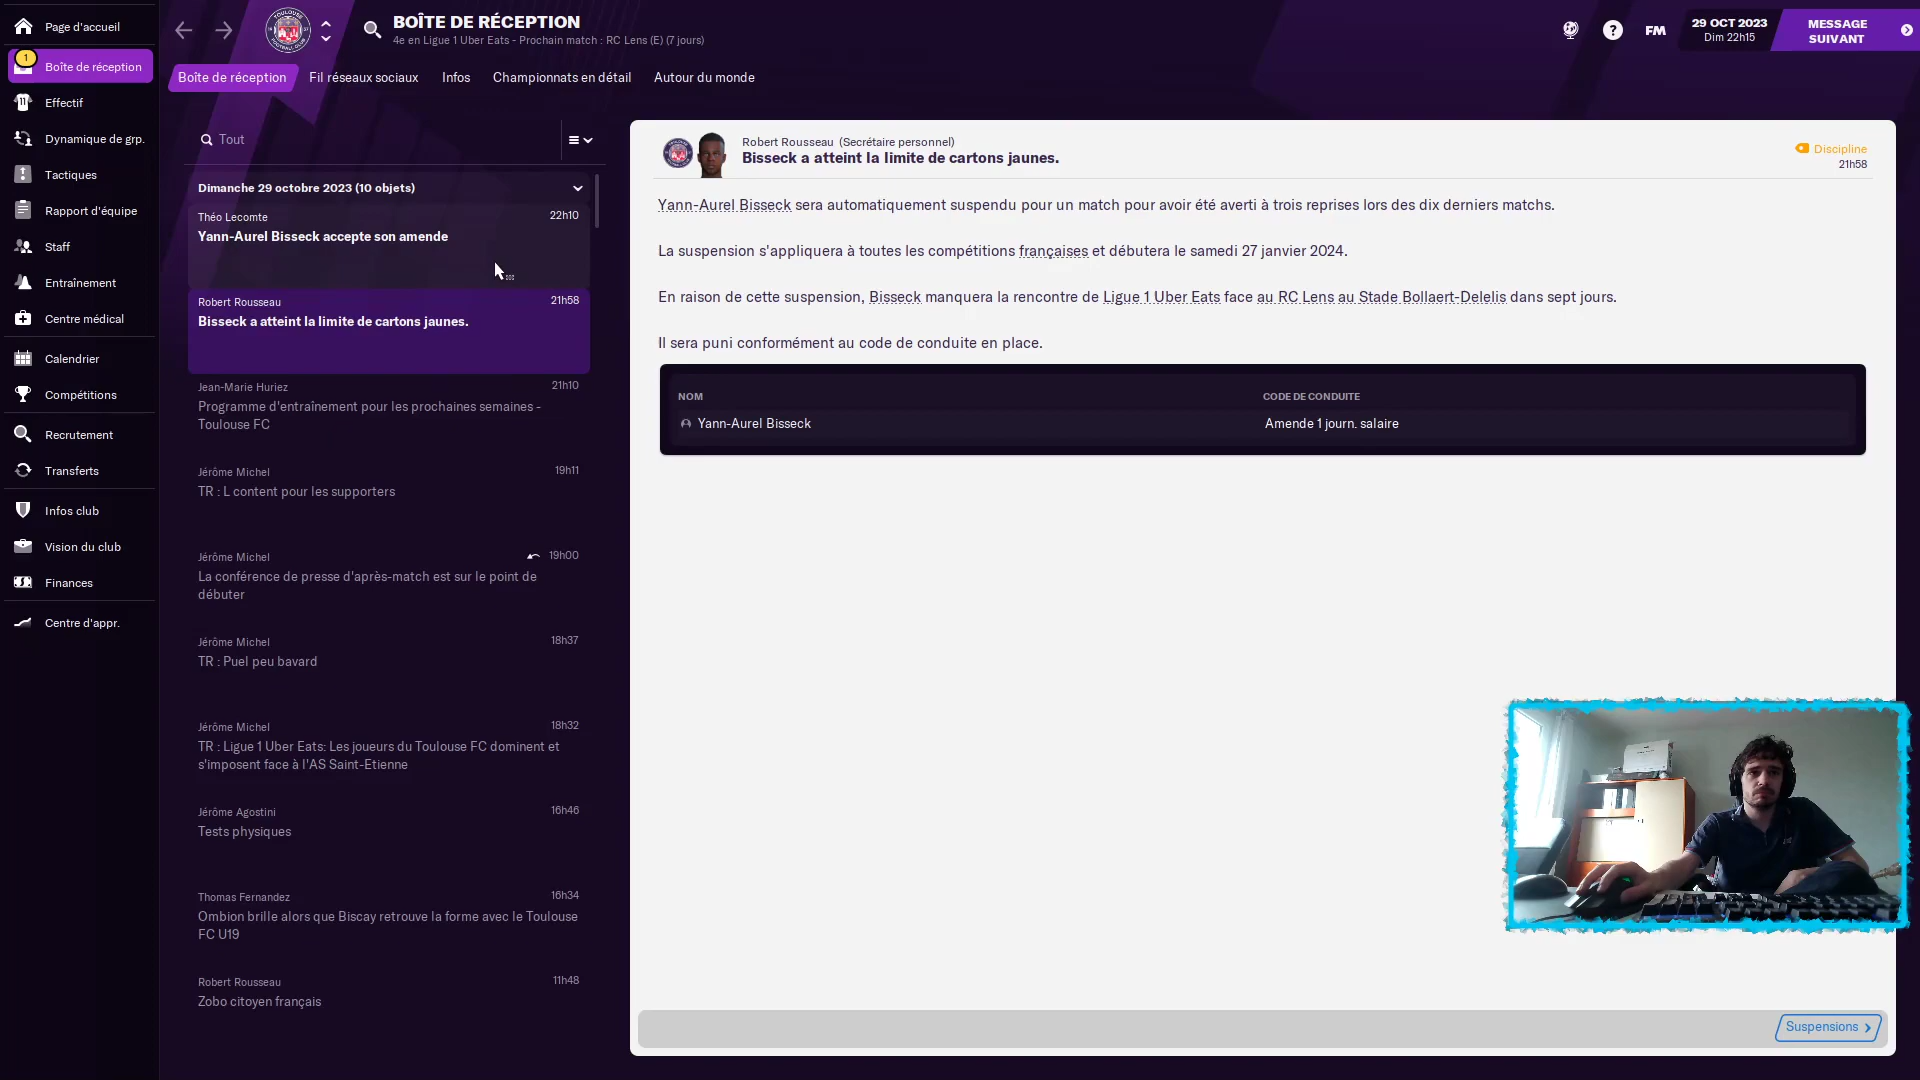 BOÎTE DE RÉCEPTION
4e en Ligue 1 Uber Eats - Prochain match : RC Lens (E) (7 jours)
FM
29 OCT 2023
Dim 22h15
MESSAGE
SUIVANT
Page d'accueil
1
Boîte de réception
Effectif
Dynamique de grp.
Tactiques
Rapport d'équipe
Staff
Entraînement
Centre médical
Calendrier
Compétitions
Recrutement
Transferts
Infos club
Vision du club
Finances
Centre d'appr.
Boîte de réception
Fil réseaux sociaux
Infos
Championnats en détail
Autour du monde
Tout
Dimanche 29 octobre 2023 (10 objets)
Théo Lecomte 22h10
Yann-Aurel Bisseck accepte son amende
Robert Rousseau 21h58
Bisseck a atteint la limite de cartons jaunes.
Jean-Marie Huriez 21h10
Programme d'entraînement pour les prochaines semaines -
Toulouse FC
Jérôme Michel 19h11
TR : L content pour les supporters
Jérôme Michel 19h00
La conférence de presse d'après-match est sur le point de
débuter
Jérôme Michel 18h37
TR : Puel peu bavard
Jérôme Michel 18h32
TR : Ligue 1 Uber Eats: Les joueurs du Toulouse FC dominent et
s'imposent face à l'AS Saint-Etienne
Jérôme Agostini 16h46
Tests physiques
Thomas Fernandez 16h34
Ombion brille alors que Biscay retrouve la forme avec le Toulouse
FC U19
Robert Rousseau 11h48
Zobo citoyen français
Robert Rousseau (Secrétaire personnel)
Bisseck a atteint la limite de cartons jaunes.
Discipline
21h58
Yann-Aurel Bisseck sera automatiquement suspendu pour un match pour avoir été averti à trois reprises lors des dix derniers matchs.
La suspension s'appliquera à toutes les compétitions françaises et débutera le samedi 27 janvier 2024.
En raison de cette suspension, Bisseck manquera la rencontre de Ligue 1 Uber Eats face au RC Lens au Stade Bollaert-Delelis dans sept jours.
Il sera puni conformément au code de conduite en place.
NOM CODE DE CONDUITE
Yann-Aurel Bisseck Amende 1 journ. salaire
Suspensions